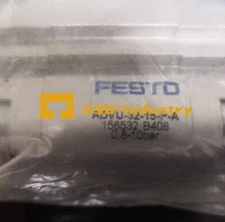 FESTO
ADVU-32-15-P-A
156532 B408
0,8-10bar